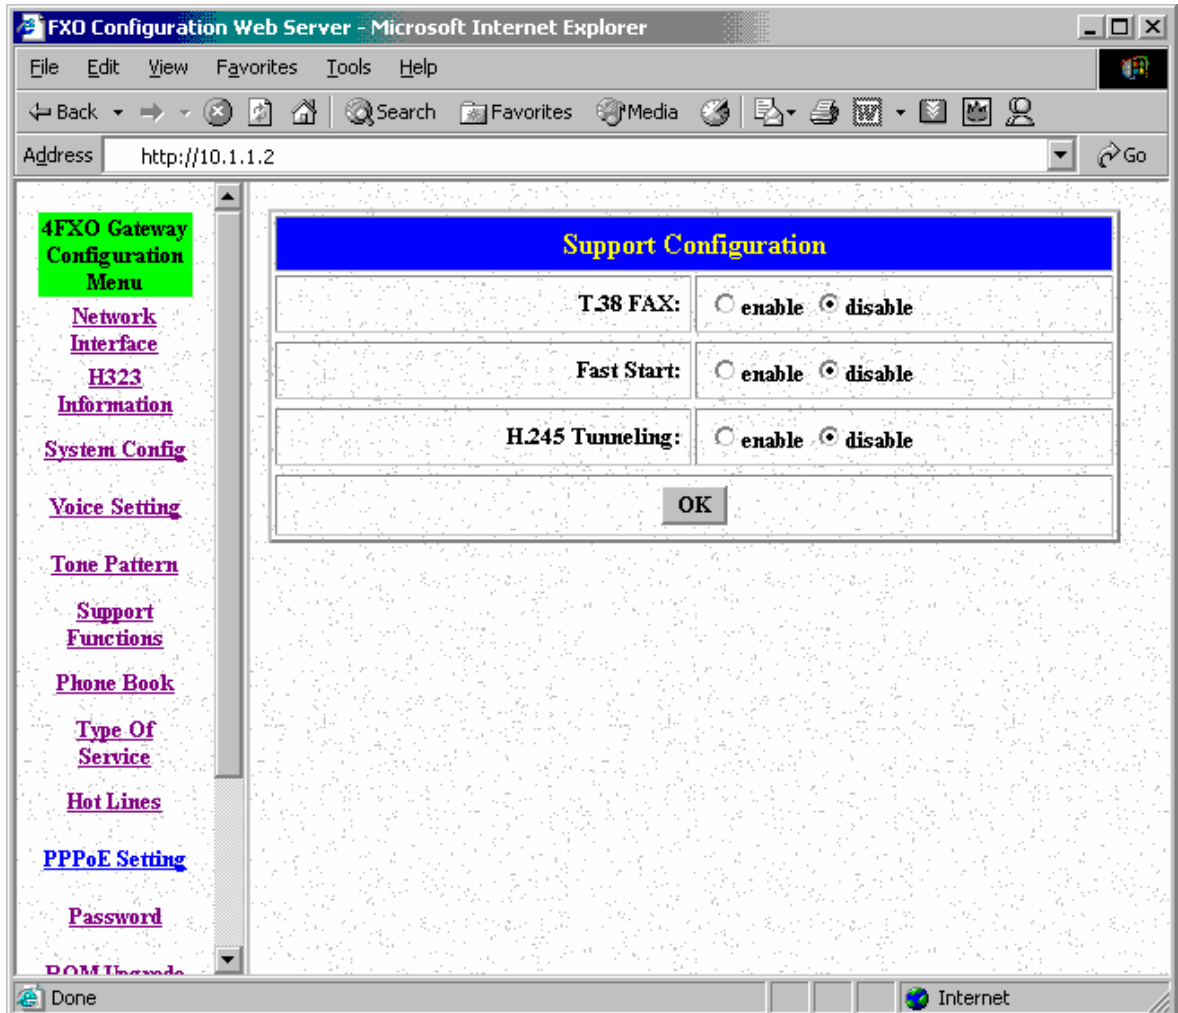 FXO Configuration Web Server - Microsoft Internet Explorer
File Edit View Favorites Tools Help
Back Search Favorites Media
Address http://10.1.1.2 Go
4FXO Gateway
Configuration
Menu
Network
Interface
H323
Information
System Config
Voice Setting
Tone Pattern
Support
Functions
Phone Book
Type Of
Service
Hot Lines
PPPoE Setting
Password
ROM Upgrade
Support Configuration
T.38 FAX: enable disable
Fast Start: enable disable
H.245 Tunneling: enable disable
OK
Done Internet